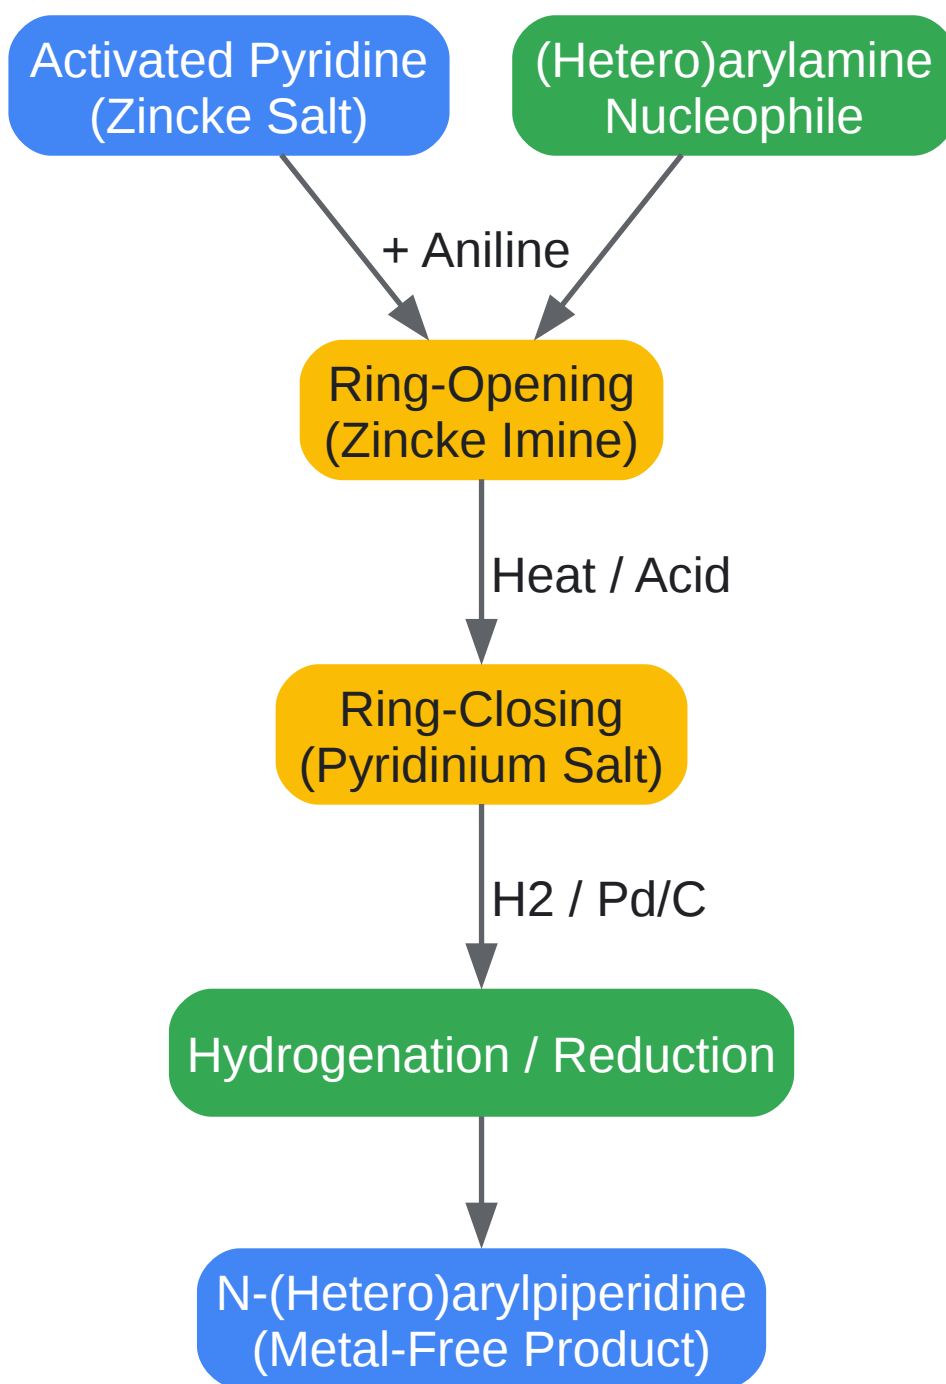 Activated Pyridine
(Zincke Salt)
(Hetero)arylamine
Nucleophile
+ Aniline
Ring-Opening
(Zincke Imine)
Heat / Acid
Ring-Closing
(Pyridinium Salt)
H2 / Pd/C
Hydrogenation / Reduction
N-(Hetero)arylpiperidine
(Metal-Free Product)